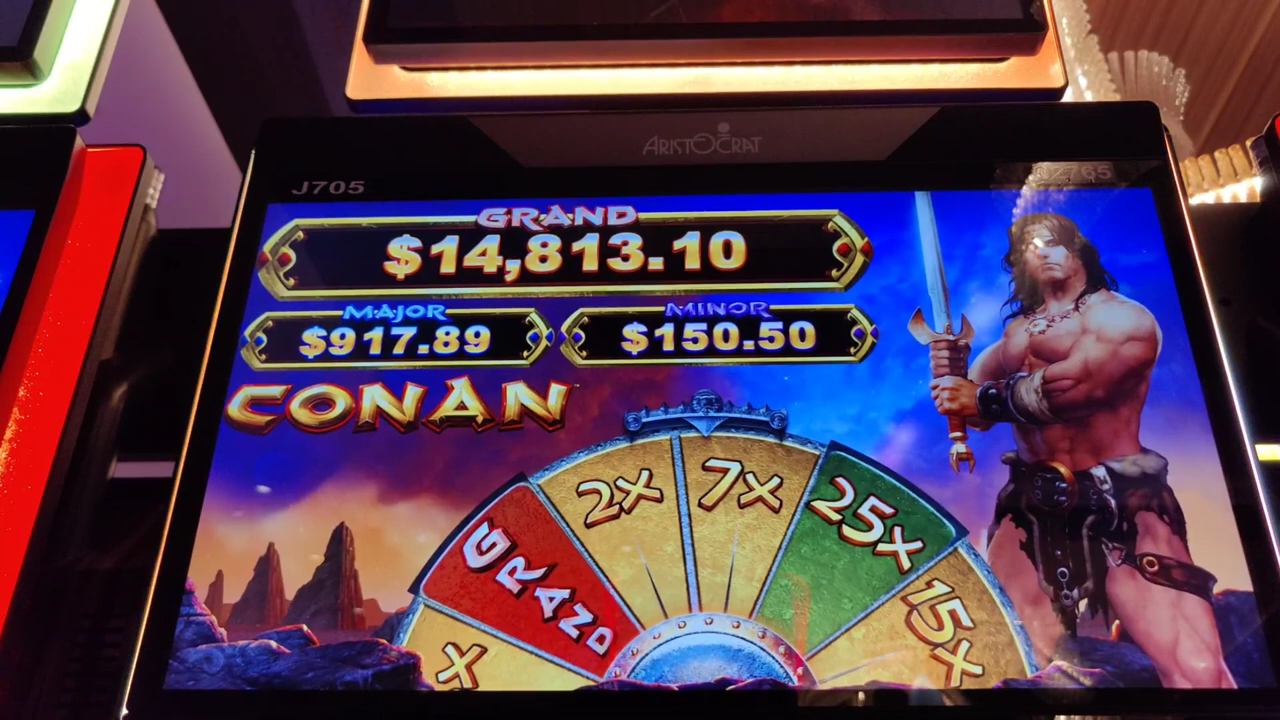 ARISTOCRAT
J705
GRAND
$14,813.10
MAJOR
$917.89
MINOR
$150.50
CONAN
GRAND
2x
7x
25x
15x
x